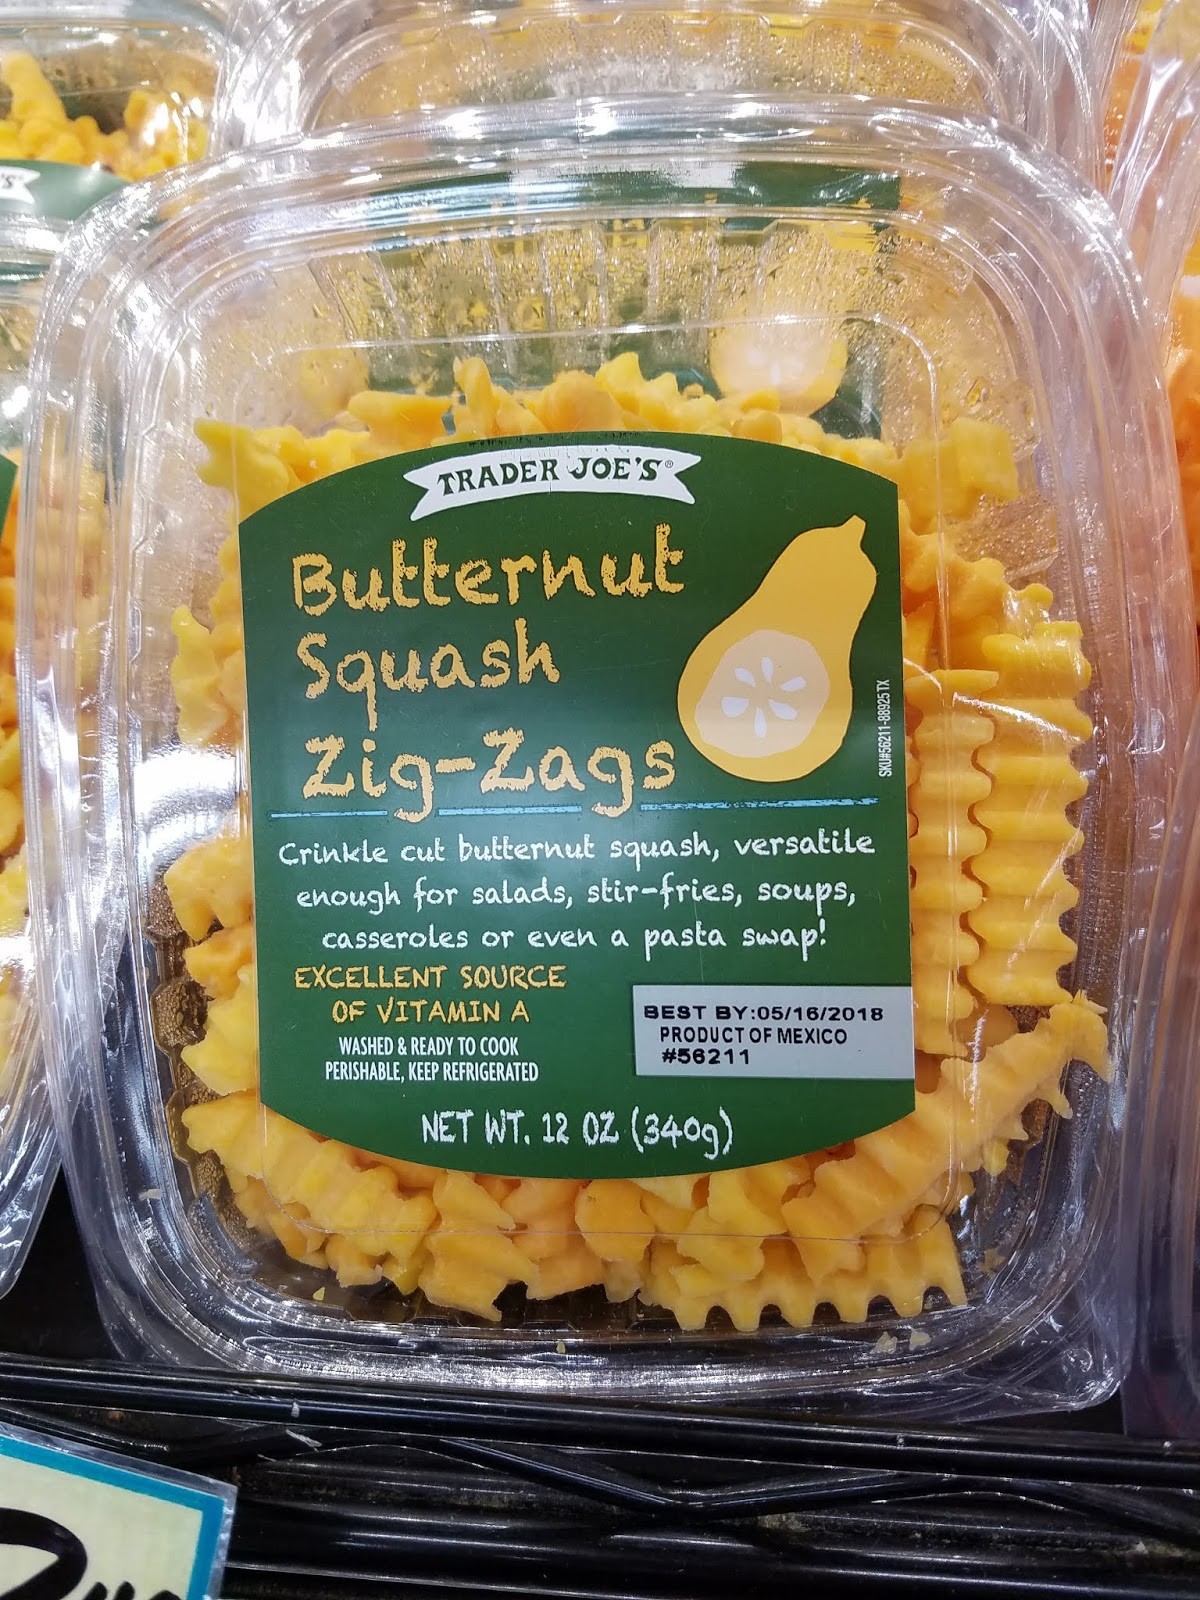 TRADER JOE'S®
Butternut
Squash
Zig-Zags
Crinkle cut butternut squash, versatile
enough for salads, stir-fries, soups,
casseroles or even a pasta swap!
EXCELLENT SOURCE
OF VITAMIN A
WASHED & READY TO COOK
PERISHABLE, KEEP REFRIGERATED
BEST BY:05/16/2018
PRODUCT OF MEXICO
#56211
NET WT. 12 OZ (340g)
SKU#56211-88925 TX